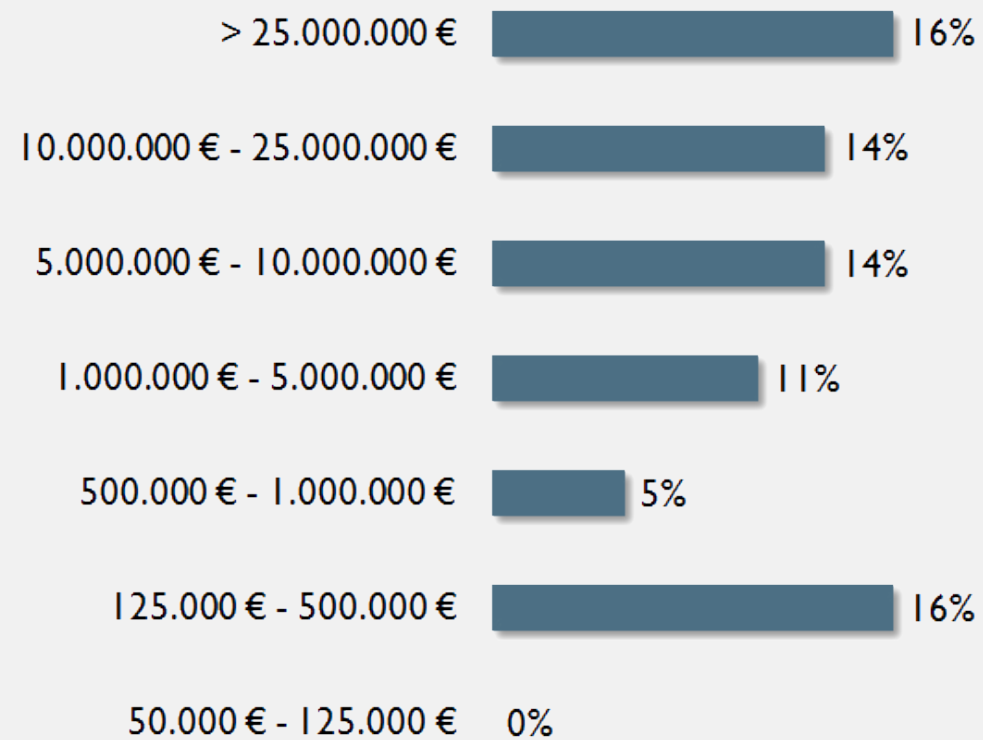 > 25.000.000 € 16%
10.000.000 € - 25.000.000 € 14%
5.000.000 € - 10.000.000 € 14%
1.000.000 € - 5.000.000 € 11%
500.000 € - 1.000.000 € 5%
125.000 € - 500.000 € 16%
50.000 € - 125.000 € 0%